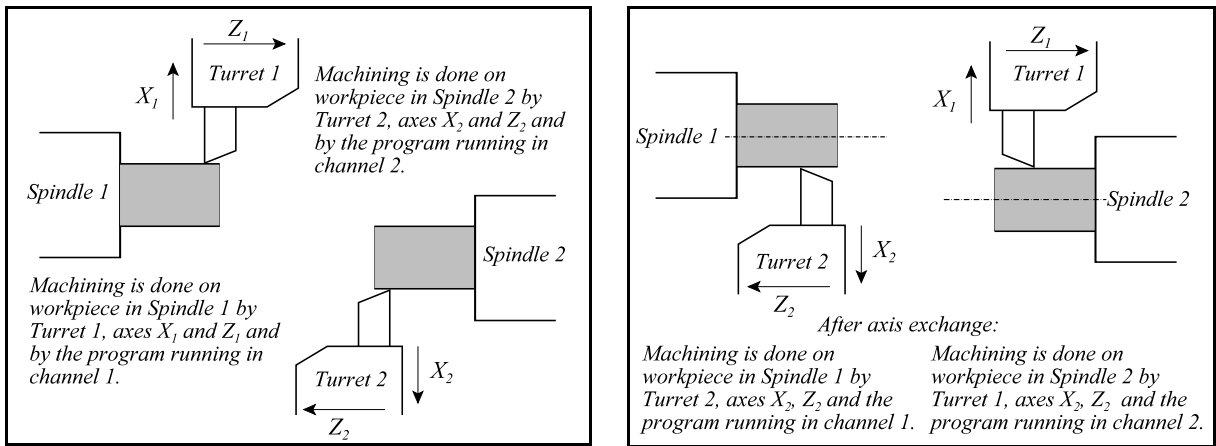 Z1
Turret 1
X1
Machining is done on
workpiece in Spindle 2 by
Turret 2, axes X2 and Z2 and
by the program running in
channel 2.
Spindle 1
Spindle 2
Machining is done on
workpiece in Spindle 1 by
Turret 1, axes X1 and Z1 and
by the program running in
channel 1.
Turret 2
X2
Z2
Z1
Turret 1
X1
Spindle 1
Spindle 2
Turret 2
X2
Z2
After axis exchange:
Machining is done on
workpiece in Spindle 1 by
Turret 2, axes X2, Z2 and the
program running in channel 1.
Machining is done on
workpiece in Spindle 2 by
Turret 1, axes X2, Z2 and the
program running in channel 2.